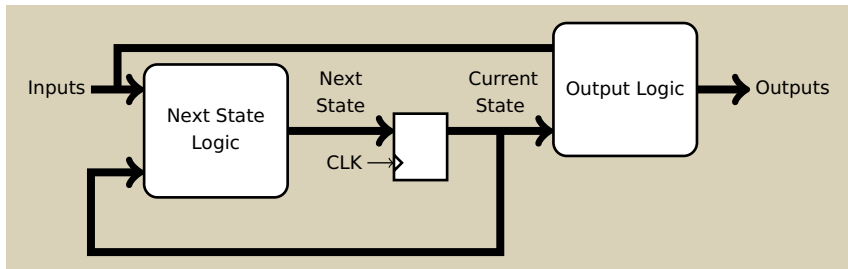 Inputs
Next State
Logic
Next
State
CLK
Current
State
Output Logic
Outputs